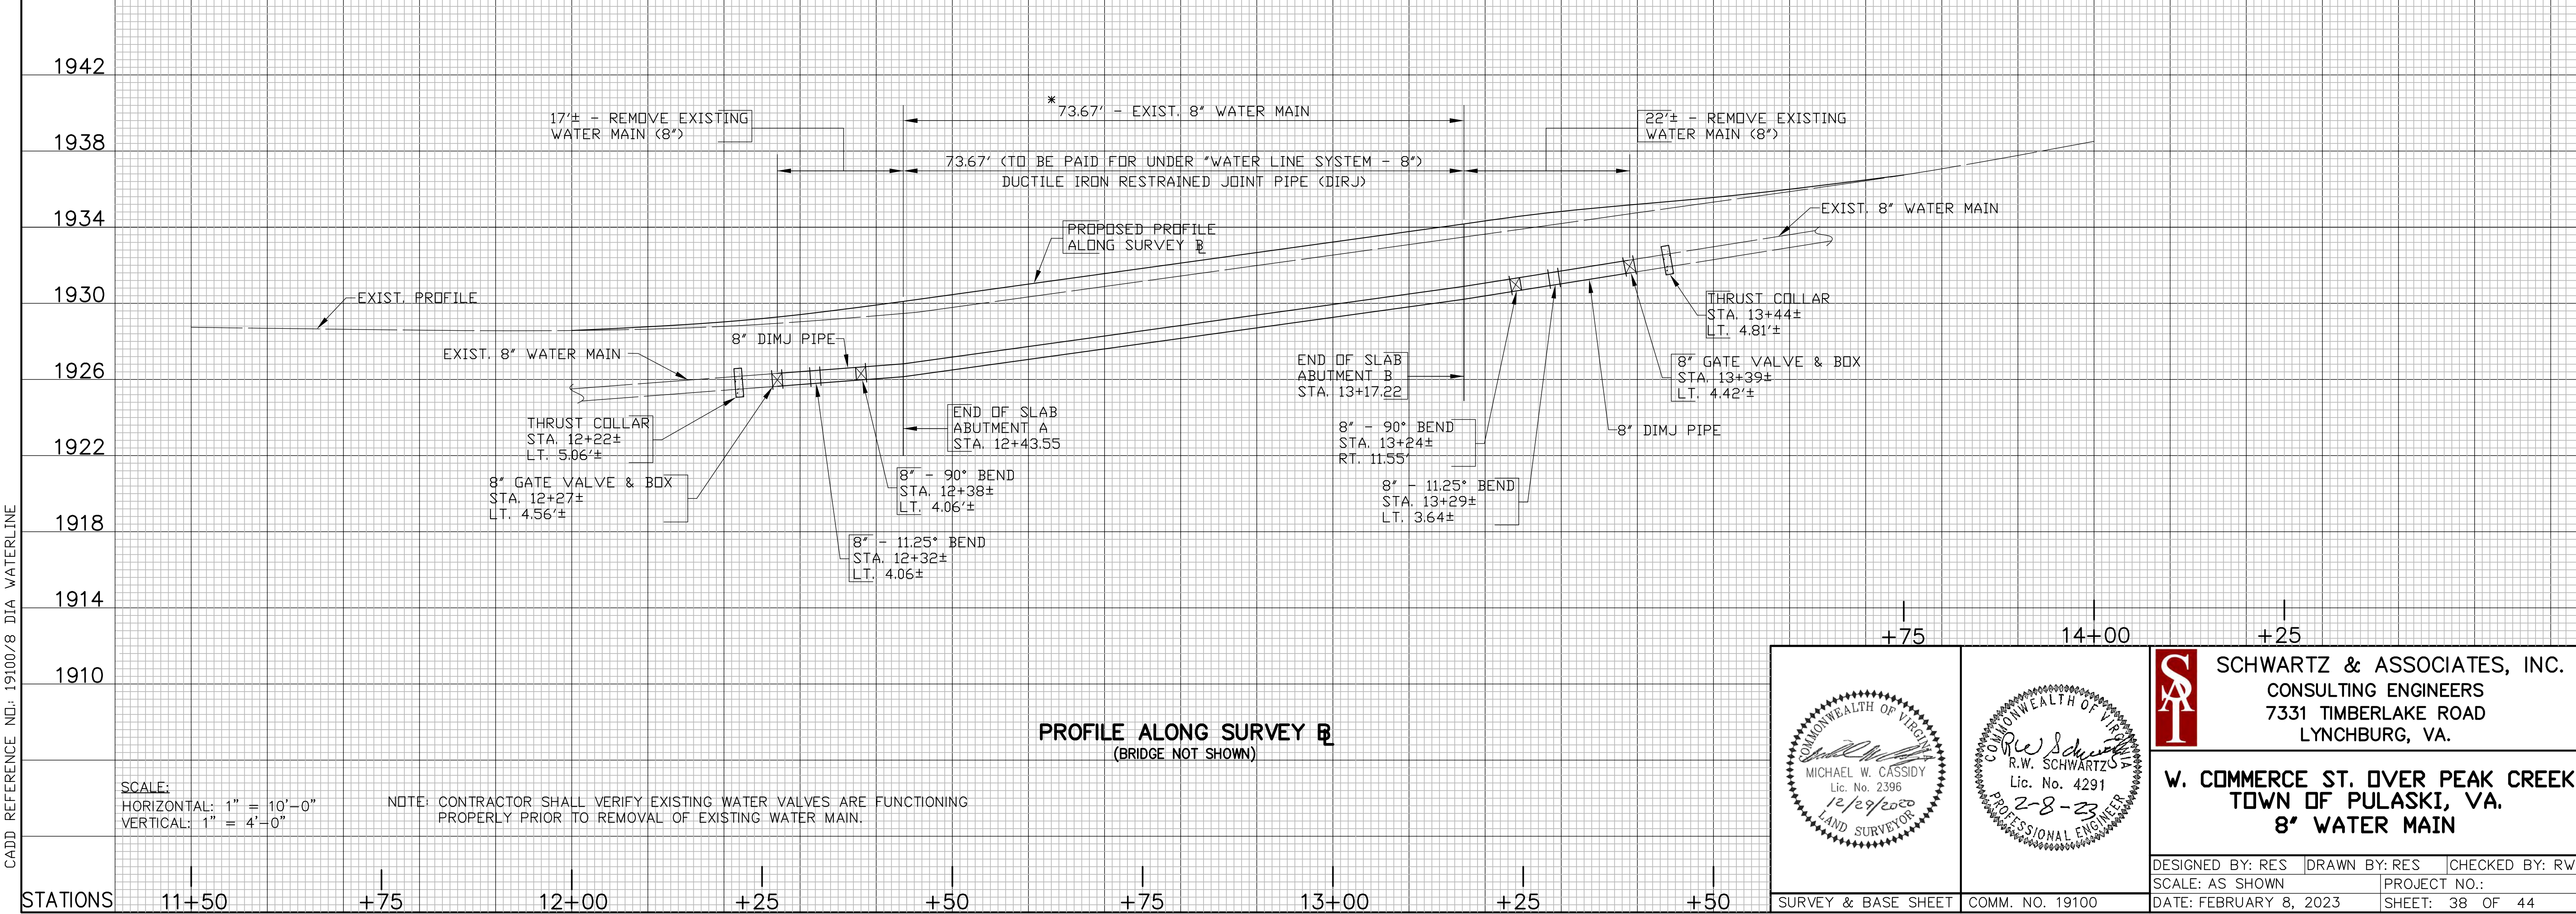 1942
1938
1934
1930
1926
1922
1918
1914
1910
17'± - REMOVE EXISTING
WATER MAIN (8")
* 73.67' - EXIST. 8" WATER MAIN
73.67' (TO BE PAID FOR UNDER "WATER LINE SYSTEM - 8")
DUCTILE IRON RESTRAINED JOINT PIPE (DIRJ)
22'± - REMOVE EXISTING
WATER MAIN (8")
EXIST. 8" WATER MAIN
PROPOSED PROFILE
ALONG SURVEY BL
EXIST. PROFILE
EXIST. 8" WATER MAIN
8" DIMJ PIPE
THRUST COLLAR
STA. 12+22±
LT. 5.06'±
8" GATE VALVE & BOX
STA. 12+27±
LT. 4.56'±
8" - 11.25° BEND
STA. 12+32±
LT. 4.06±
8" - 90° BEND
STA. 12+38±
LT. 4.06'±
END OF SLAB
ABUTMENT A
STA. 12+43.55
END OF SLAB
ABUTMENT B
STA. 13+17.22
8" - 90° BEND
STA. 13+24±
RT. 11.55'
8" - 11.25° BEND
STA. 13+29±
LT. 3.64±
8" DIMJ PIPE
8" GATE VALVE & BOX
STA. 13+39±
LT. 4.42'±
THRUST COLLAR
STA. 13+44±
LT. 4.81'±
+75 14+00 +25
PROFILE ALONG SURVEY BL
(BRIDGE NOT SHOWN)
SCALE:
HORIZONTAL: 1" = 10'-0"
VERTICAL: 1" = 4'-0"
NOTE: CONTRACTOR SHALL VERIFY EXISTING WATER VALVES ARE FUNCTIONING
PROPERLY PRIOR TO REMOVAL OF EXISTING WATER MAIN.
STATIONS 11+50 +75 12+00 +25 +50 +75 13+00 +25 +50
CADD REFERENCE NO.: 19100/8 DIA WATERLINE
COMMONWEALTH OF VIRGINIA
MICHAEL W. CASSIDY
Lic. No. 2396
12/29/2020
LAND SURVEYOR
SURVEY & BASE SHEET
COMMONWEALTH OF VIRGINIA
RW Schwartz
R.W. SCHWARTZ
Lic. No. 4291
2-8-23
PROFESSIONAL ENGINEER
COMM. NO. 19100
SAI
SCHWARTZ & ASSOCIATES, INC.
CONSULTING ENGINEERS
7331 TIMBERLAKE ROAD
LYNCHBURG, VA.
W. COMMERCE ST. OVER PEAK CREEK
TOWN OF PULASKI, VA.
8" WATER MAIN
DESIGNED BY: RES DRAWN BY: RES CHECKED BY: RW
SCALE: AS SHOWN PROJECT NO.:
DATE: FEBRUARY 8, 2023 SHEET: 38 OF 44